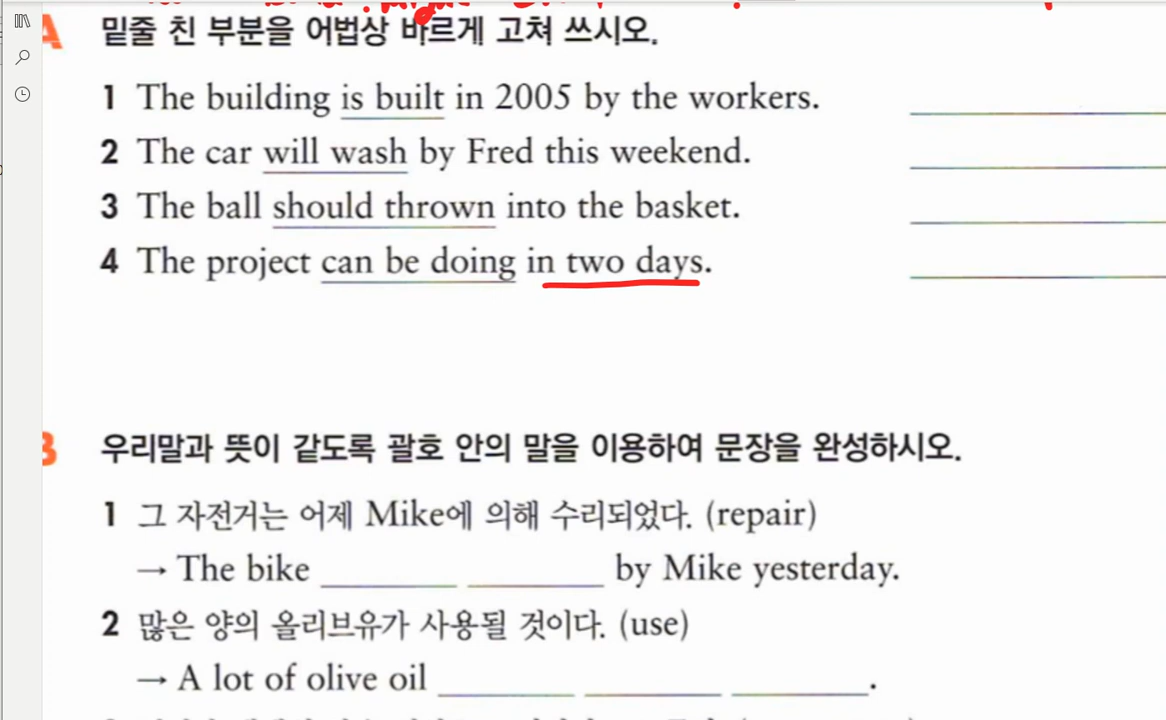 A 밑줄 친 부분을 어법상 바르게 고쳐 쓰시오.
1 The building is built in 2005 by the workers.
2 The car will wash by Fred this weekend.
3 The ball should thrown into the basket.
4 The project can be doing in two days.
B 우리말과 뜻이 같도록 괄호 안의 말을 이용하여 문장을 완성하시오.
1 그 자전거는 어제 Mike에 의해 수리되었다. (repair)
→ The bike ______ ______ by Mike yesterday.
2 많은 양의 올리브유가 사용될 것이다. (use)
→ A lot of olive oil ______ ______ ______.